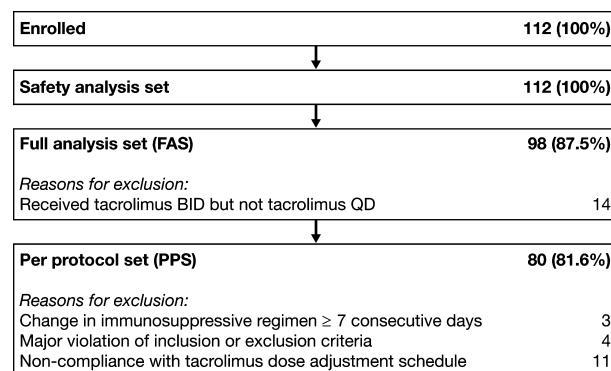 Enrolled 112 (100%)
Safety analysis set 112 (100%)
Full analysis set (FAS) 98 (87.5%)
Reasons for exclusion:
Received tacrolimus BID but not tacrolimus QD 14
Per protocol set (PPS) 80 (81.6%)
Reasons for exclusion:
Change in immunosuppressive regimen ≥ 7 consecutive days 3
Major violation of inclusion or exclusion criteria 4
Non-compliance with tacrolimus dose adjustment schedule 11